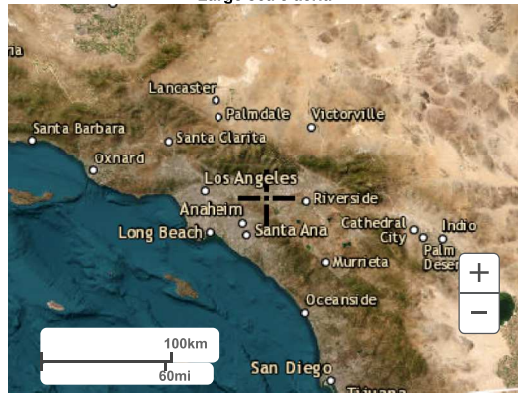 Lancaster
Palmdale
Victorville
Santa Barbara
Santa Clarita
Oxnard
Los Angeles
Riverside
Anaheim
Cathedral
City
Indio
Long Beach
Santa Ana
Palm
Murrieta
Oceanside
100km
60mi
San Diego
Tijuana
+
−